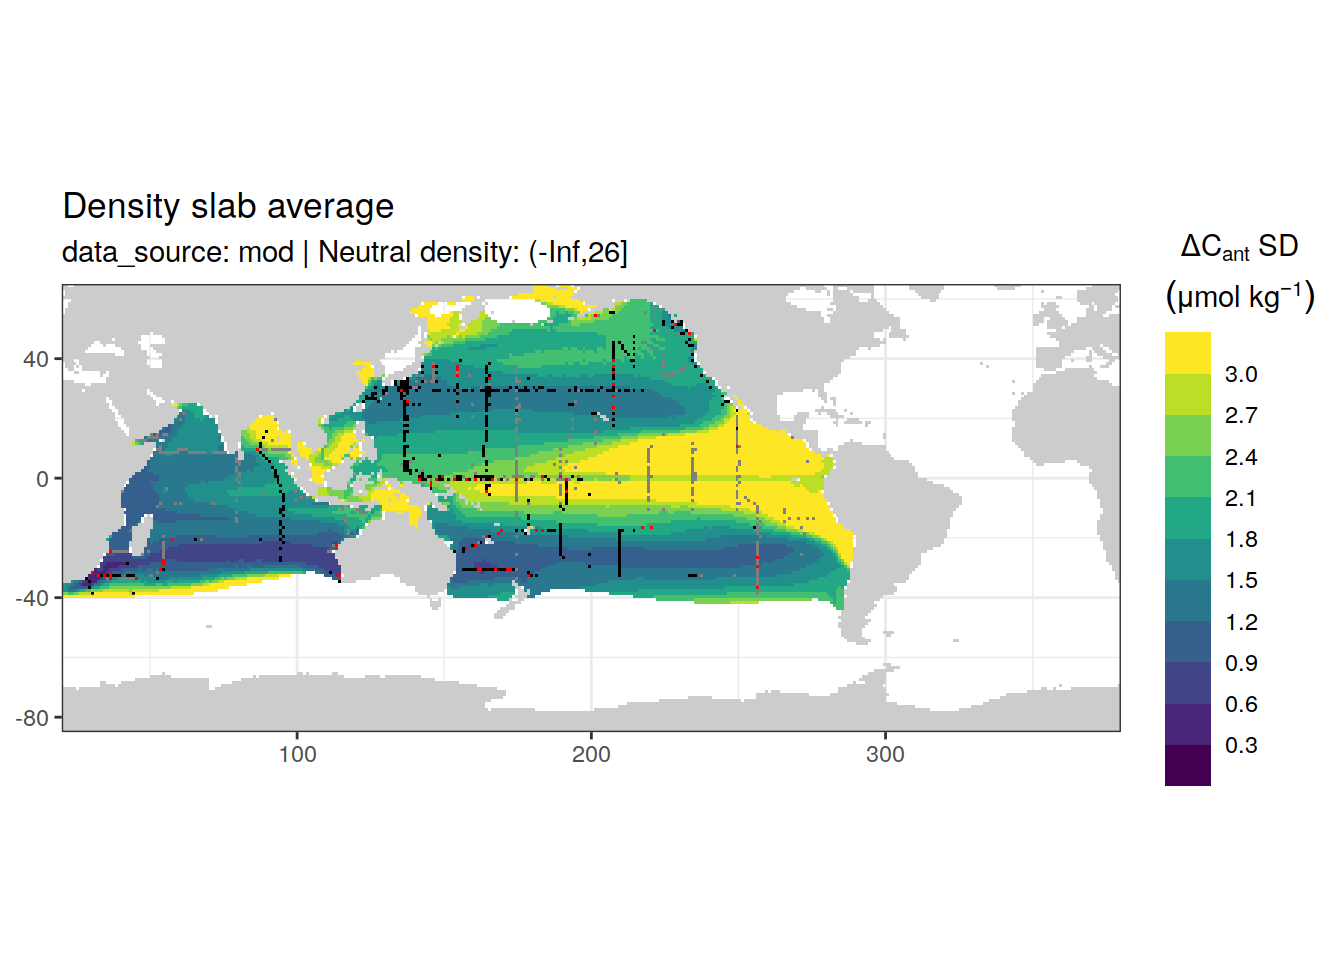 Density slab average
data_source: mod | Neutral density: (-Inf,26]
ΔCant SD
(μmol kg−1)
3.0
2.7
2.4
2.1
1.8
1.5
1.2
0.9
0.6
0.3
40
0
-40
-80
100 200 300